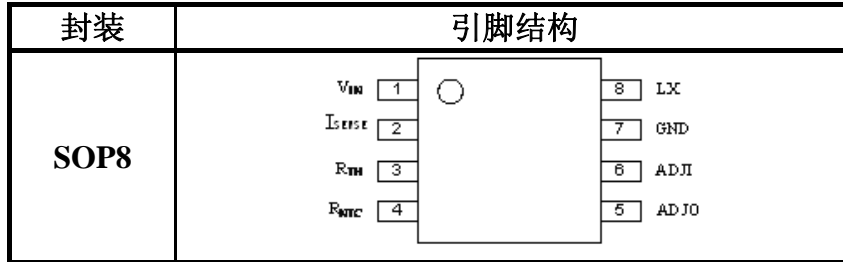 封装 引脚结构
SOP8
VIN 1 8 LX
ISENSE 2 7 GND
RTH 3 6 ADJI
RNTC 4 5 ADJO